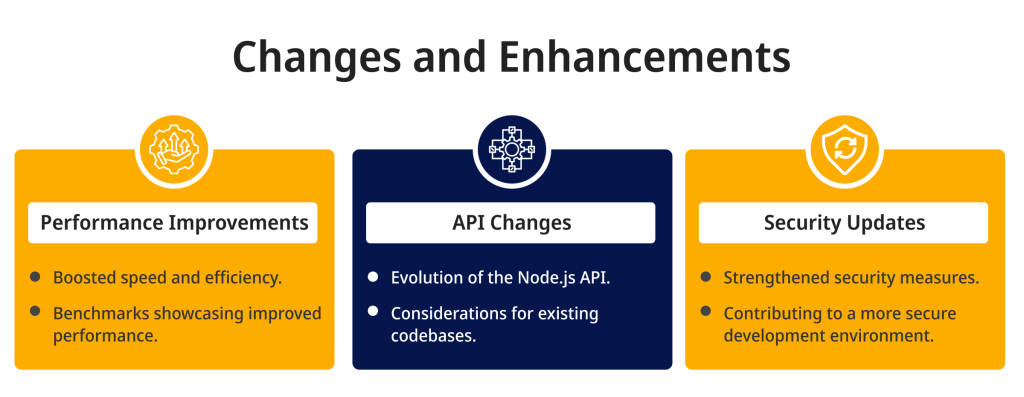 Changes and Enhancements
Performance Improvements
Boosted speed and efficiency.
Benchmarks showcasing improved
performance.
API Changes
Evolution of the Node.js API.
Considerations for existing
codebases.
Security Updates
Strengthened security measures.
Contributing to a more secure
development environment.